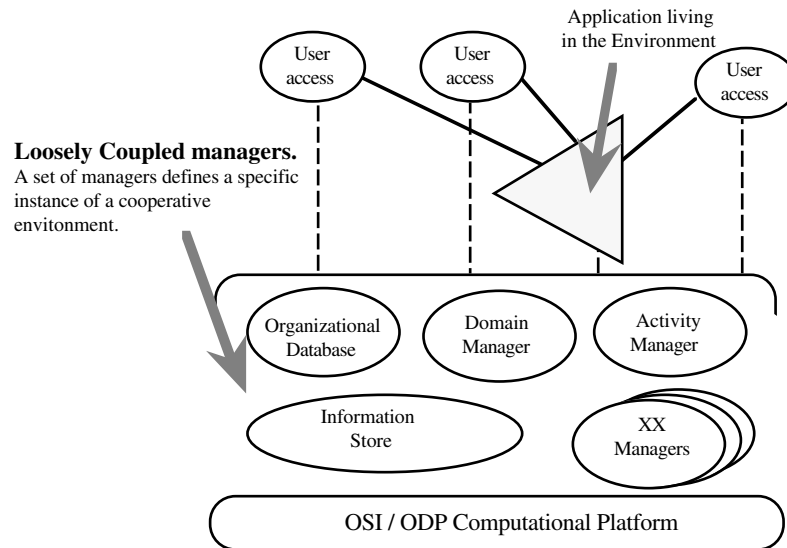 Application living
in the Environment
User
access
User
access
User
access
Loosely Coupled managers.
A set of managers defines a specific
instance of a cooperative
envitonment.
Organizational
Database
Domain
Manager
Activity
Manager
Information
Store
XX
Managers
OSI / ODP Computational Platform